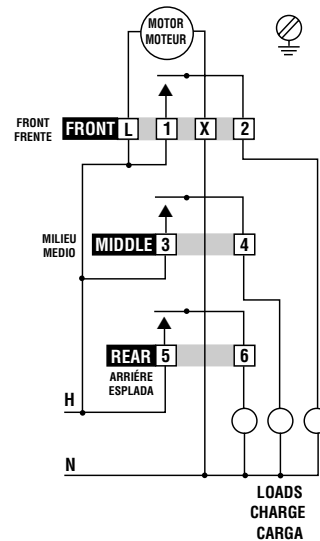 MOTOR
MOTEUR
FRONT
FRENTE
FRONT L 1 X 2
MILIEU
MEDIO
MIDDLE 3 4
REAR 5 6
ARRIÉRE
ESPLADA
H
N
LOADS
CHARGE
CARGA